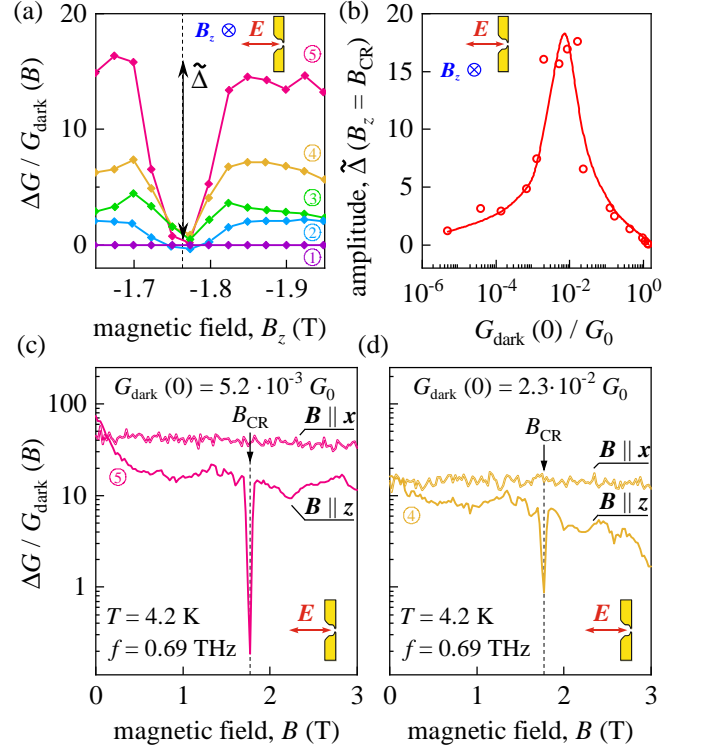 (a)
B_z ⊗ E
ΔG / G_dark (B)
20
10
0
Δ̃
⑤
④
③
②
①
-1.7 -1.8 -1.9
magnetic field, B_z (T)
(b)
E
B_z ⊗
amplitude, Δ̃ (B_z = B_CR)
20
15
10
5
0
10^-6 10^-4 10^-2 10^0
G_dark (0) / G_0
(c)
G_dark (0) = 5.2 · 10^-3 G_0
ΔG / G_dark (B)
100
10
1
B_CR
B ∥ x
⑤
B ∥ z
T = 4.2 K
f = 0.69 THz
E
0 1 2 3
magnetic field, B (T)
(d)
G_dark (0) = 2.3 · 10^-2 G_0
B_CR
B ∥ x
④
B ∥ z
T = 4.2 K
f = 0.69 THz
E
0 1 2 3
magnetic field, B (T)